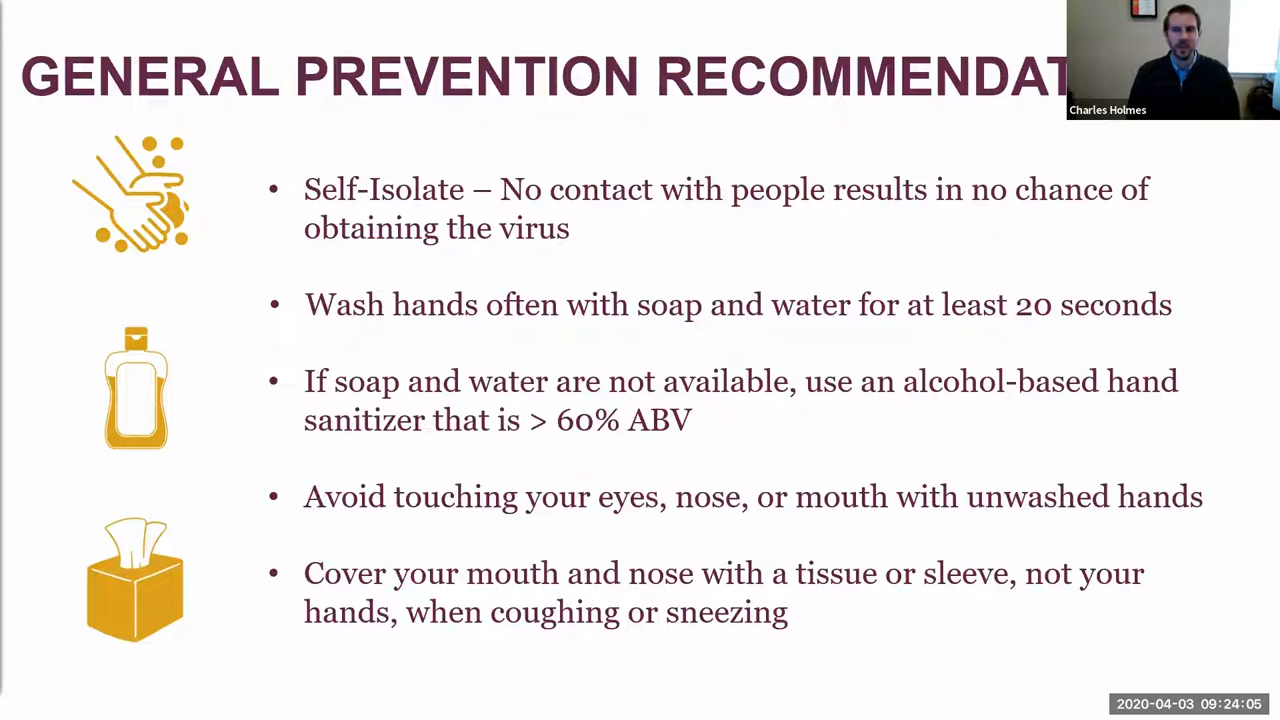 GENERAL PREVENTION RECOMMENDAT
Charles Holmes
• Self-Isolate – No contact with people results in no chance of
obtaining the virus
• Wash hands often with soap and water for at least 20 seconds
• If soap and water are not available, use an alcohol-based hand
sanitizer that is > 60% ABV
• Avoid touching your eyes, nose, or mouth with unwashed hands
• Cover your mouth and nose with a tissue or sleeve, not your
hands, when coughing or sneezing
2020-04-03 09:24:05